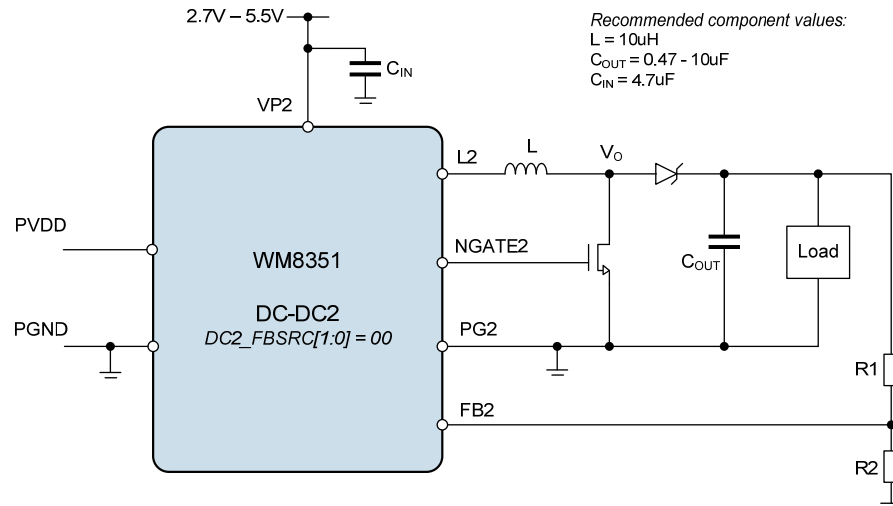 2.7V – 5.5V
Recommended component values:
L = 10uH
COUT = 0.47 - 10uF
CIN = 4.7uF
CIN
VP2
L2
L
VO
PVDD
NGATE2
WM8351
COUT
Load
DC-DC2
PGND
DC2_FBSRC[1:0] = 00
PG2
R1
FB2
R2